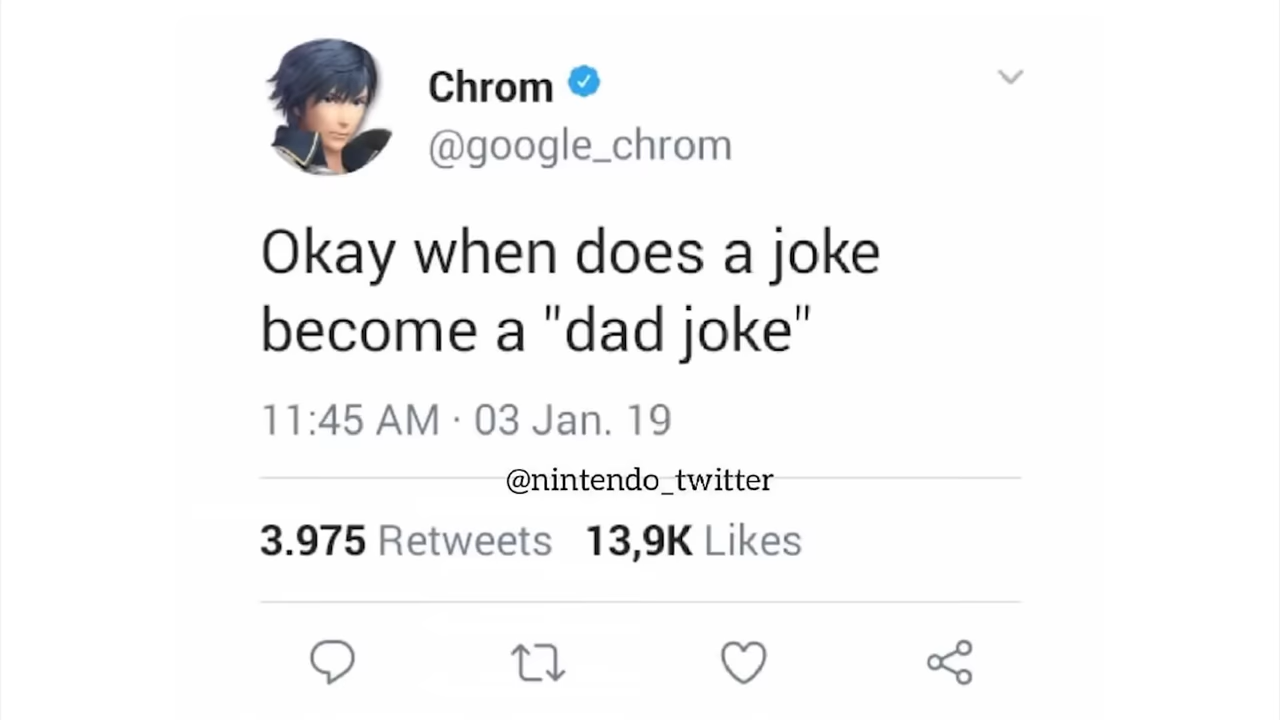 Chrom
@google_chrom
Okay when does a joke
become a "dad joke"
11:45 AM · 03 Jan. 19
@nintendo_twitter
3.975 Retweets 13,9K Likes